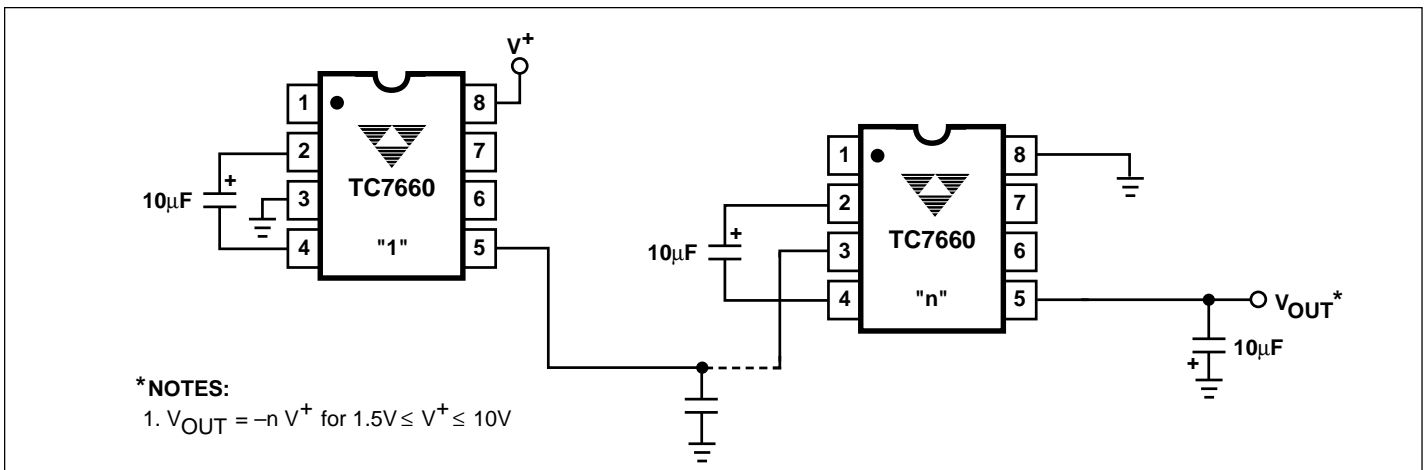 V+
1
8
2
7
+
10µF
TC7660
3
6
4
"1"
5
1
8
2
7
+
10µF
TC7660
3
6
4
"n"
5
VOUT*
10µF
+
*NOTES:
1. VOUT = –n V+ for 1.5V ≤ V+ ≤ 10V